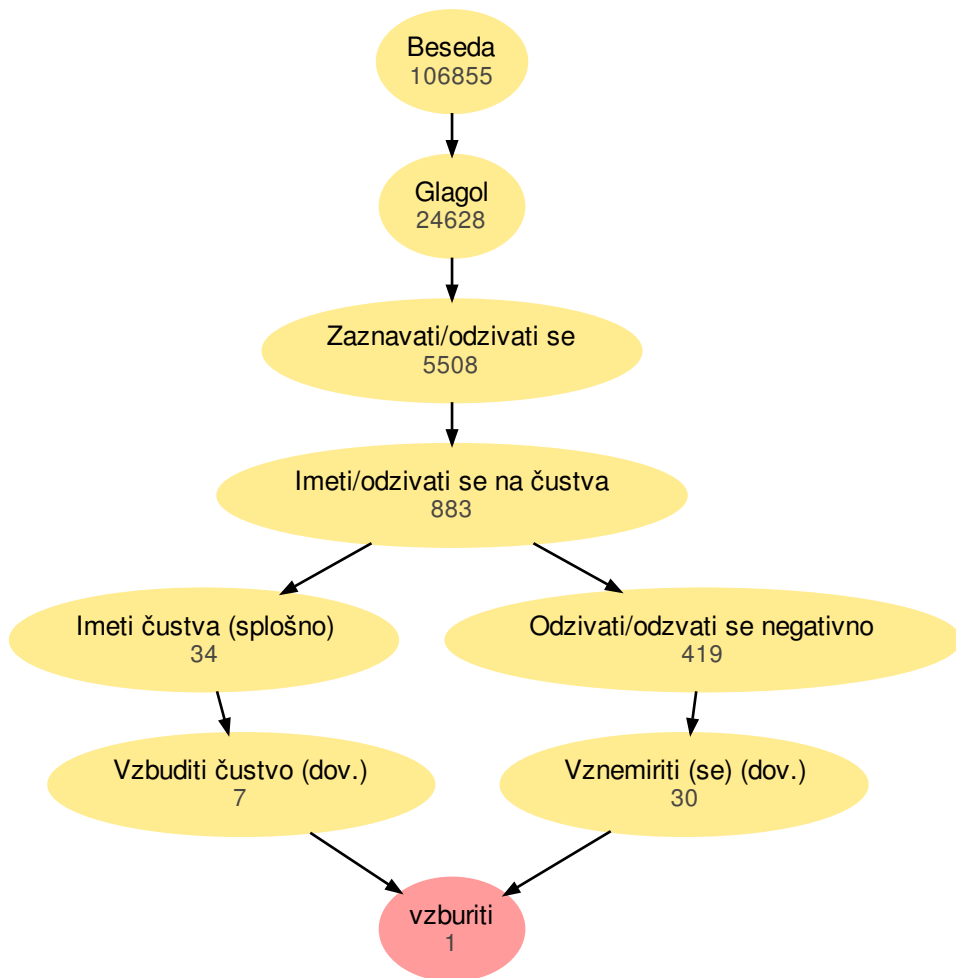 Beseda
106855
Glagol
24628
Zaznavati/odzivati se
5508
Imeti/odzivati se na čustva
883
Imeti čustva (splošno)
34
Odzivati/odzvati se negativno
419
Vzbuditi čustvo (dov.)
7
Vznemiriti (se) (dov.)
30
vzburiti
1